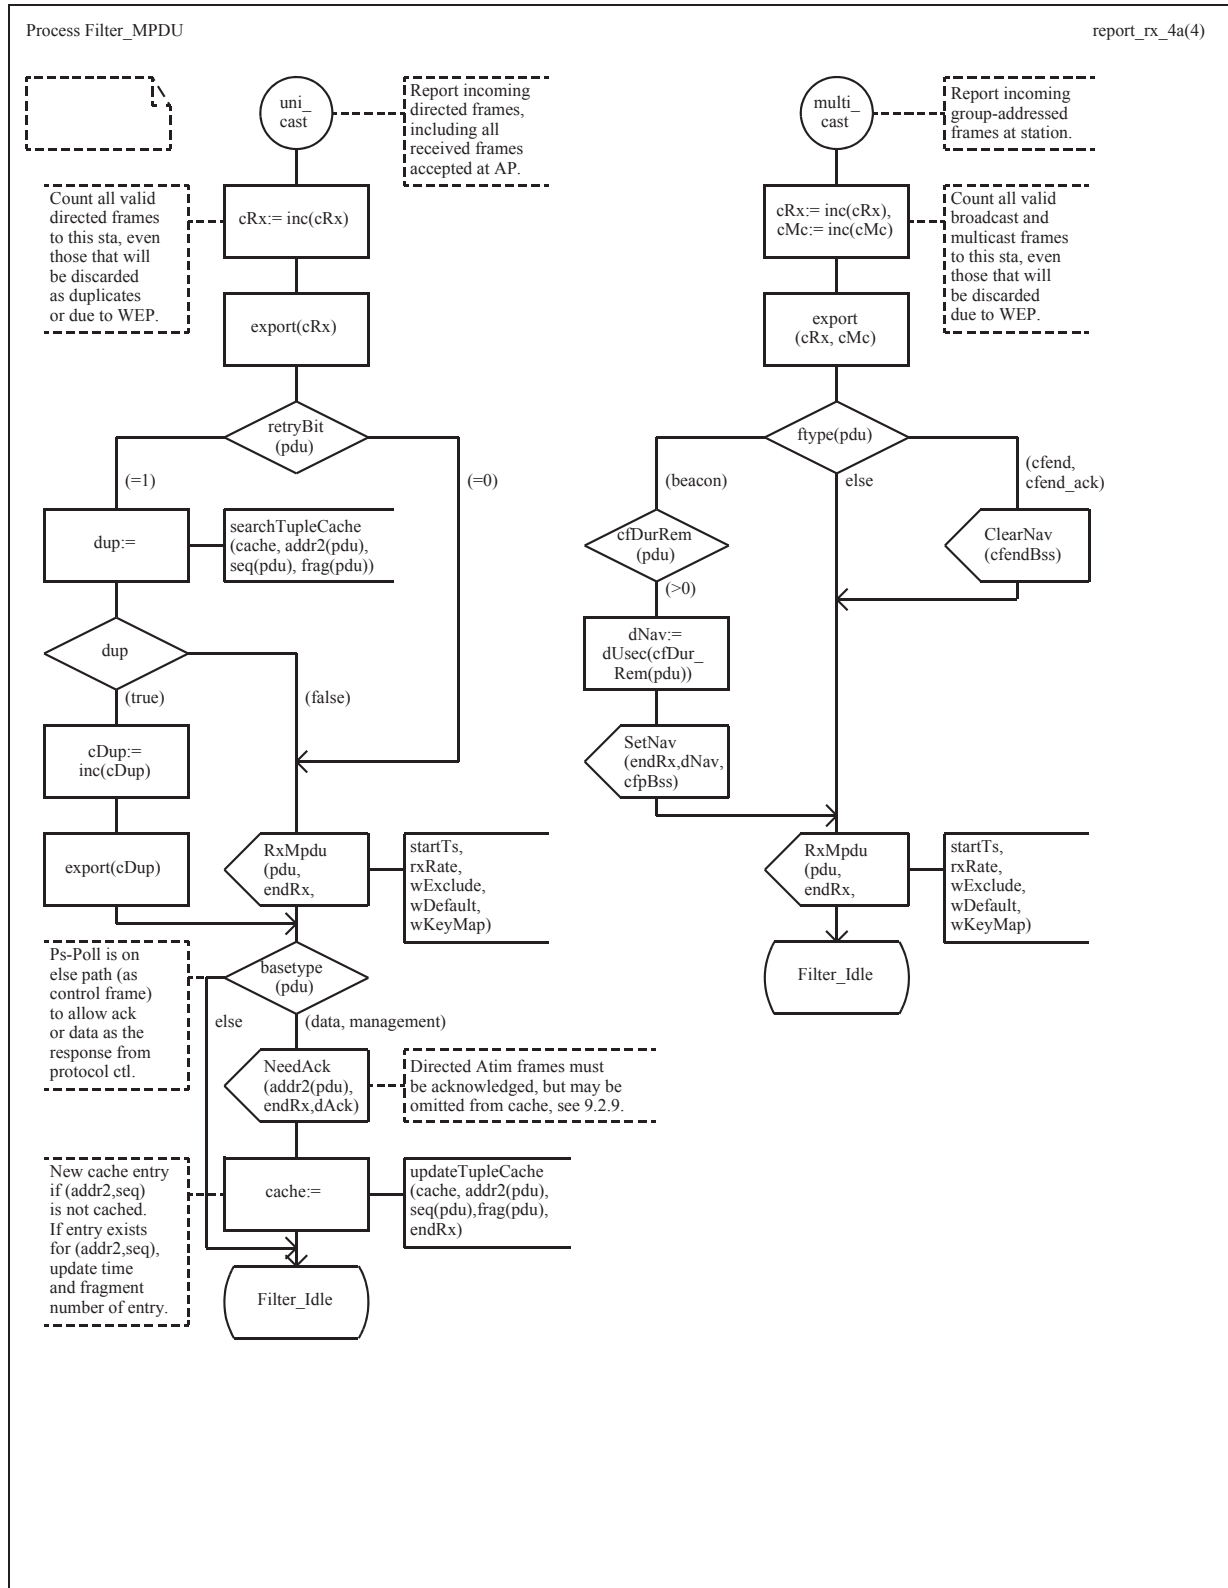 Process Filter_MPDU
report_rx_4a(4)
uni_
cast
Report incoming
directed frames,
including all
received frames
accepted at AP.
Count all valid
directed frames
to this sta, even
those that will
be discarded
as duplicates
or due to WEP.
cRx:= inc(cRx)
export(cRx)
retryBit
(pdu)
(=1)
(=0)
dup:=
searchTupleCache
(cache, addr2(pdu),
seq(pdu), frag(pdu))
dup
(true)
(false)
cDup:=
inc(cDup)
export(cDup)
RxMpdu
(pdu,
endRx,
startTs,
rxRate,
wExclude,
wDefault,
wKeyMap)
Ps-Poll is on
else path (as
control frame)
to allow ack
or data as the
response from
protocol ctl.
basetype
(pdu)
else
(data, management)
NeedAck
(addr2(pdu),
endRx,dAck)
Directed Atim frames must
be acknowledged, but may be
omitted from cache, see 9.2.9.
New cache entry
if (addr2,seq)
is not cached.
If entry exists
for (addr2,seq),
update time
and fragment
number of entry.
cache:=
updateTupleCache
(cache, addr2(pdu),
seq(pdu),frag(pdu),
endRx)
Filter_Idle
multi_
cast
Report incoming
group-addressed
frames at station.
cRx:= inc(cRx),
cMc:= inc(cMc)
Count all valid
broadcast and
multicast frames
to this sta, even
those that will
be discarded
due to WEP.
export
(cRx, cMc)
ftype(pdu)
(beacon)
else
(cfend,
cfend_ack)
cfDurRem
(pdu)
(>0)
ClearNav
(cfendBss)
dNav:=
dUsec(cfDur_
Rem(pdu))
SetNav
(endRx,dNav,
cfpBss)
RxMpdu
(pdu,
endRx,
startTs,
rxRate,
wExclude,
wDefault,
wKeyMap)
Filter_Idle